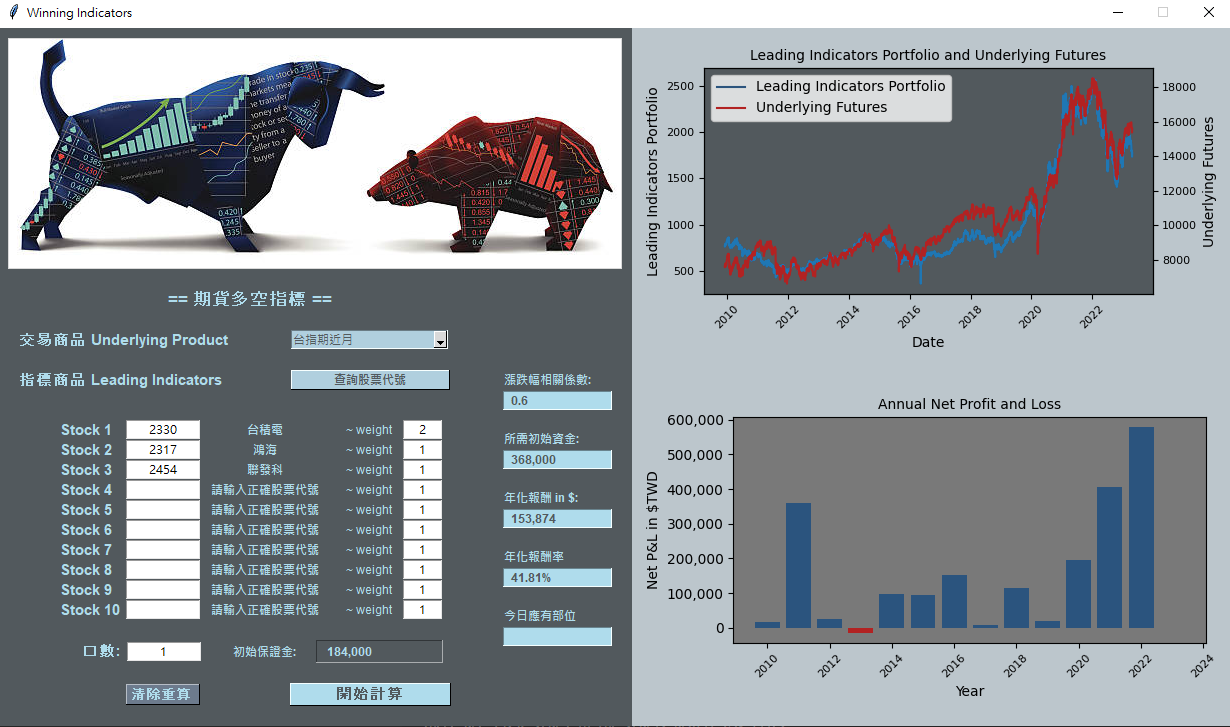 Winning Indicators
== 期貨多空指標 ==
交易商品 Underlying Product 台指期近月
指標商品 Leading Indicators 查詢股票代號
Stock 1 2330 台積電 ~ weight 2
Stock 2 2317 鴻海 ~ weight 1
Stock 3 2454 聯發科 ~ weight 1
Stock 4 請輸入正確股票代號 ~ weight 1
Stock 5 請輸入正確股票代號 ~ weight 1
Stock 6 請輸入正確股票代號 ~ weight 1
Stock 7 請輸入正確股票代號 ~ weight 1
Stock 8 請輸入正確股票代號 ~ weight 1
Stock 9 請輸入正確股票代號 ~ weight 1
Stock 10 請輸入正確股票代號 ~ weight 1
口數: 1 初始保證金: 184,000
清除重算 開始計算
漲跌幅相關係數:
0.6
所需初始資金:
368,000
年化報酬 in $:
153,874
年化報酬率
41.81%
今日應有部位
Leading Indicators Portfolio and Underlying Futures
Leading Indicators Portfolio
Underlying Futures
Leading Indicators Portfolio
2500
2000
1500
1000
500
18000
16000
14000
12000
10000
8000
Underlying Futures
2010 2012 2014 2016 2018 2020 2022
Date
Annual Net Profit and Loss
Net P&L in $TWD
600,000
500,000
400,000
300,000
200,000
100,000
0
2010 2012 2014 2016 2018 2020 2022 2024
Year